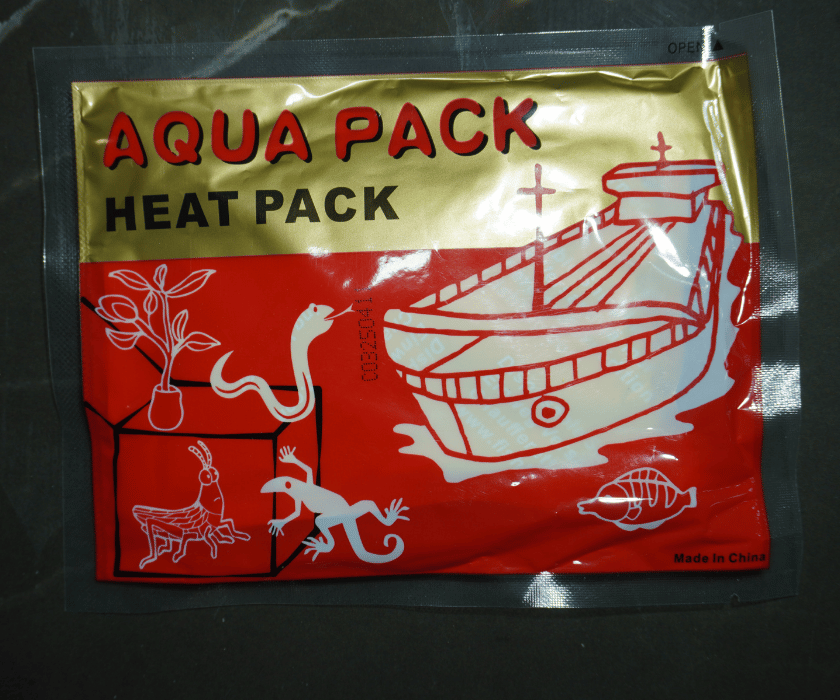 OPEN▲
AQUA PACK
HEAT PACK
C0325041
Made In China